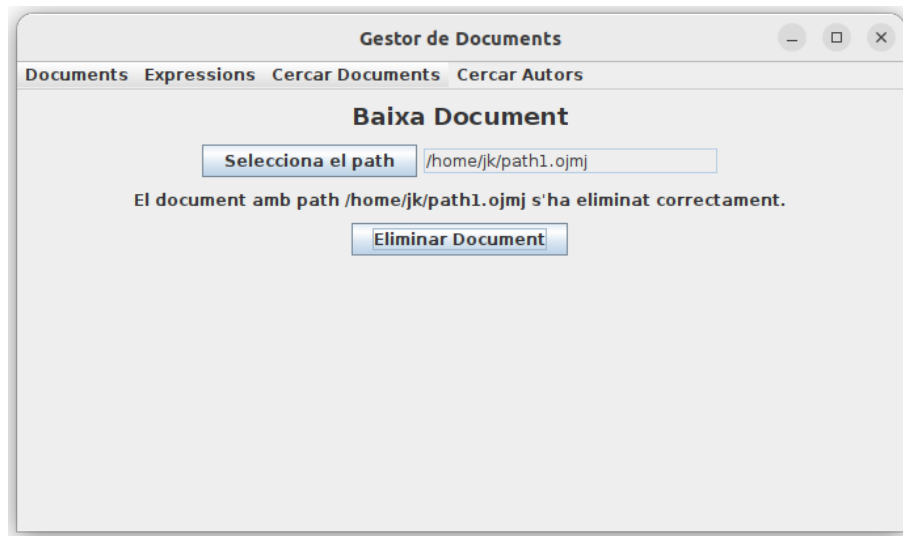 Gestor de Documents
Documents Expressions Cercar Documents Cercar Autors
Baixa Document
Selecciona el path /home/jk/path1.ojmj
El document amb path /home/jk/path1.ojmj s'ha eliminat correctament.
Eliminar Document